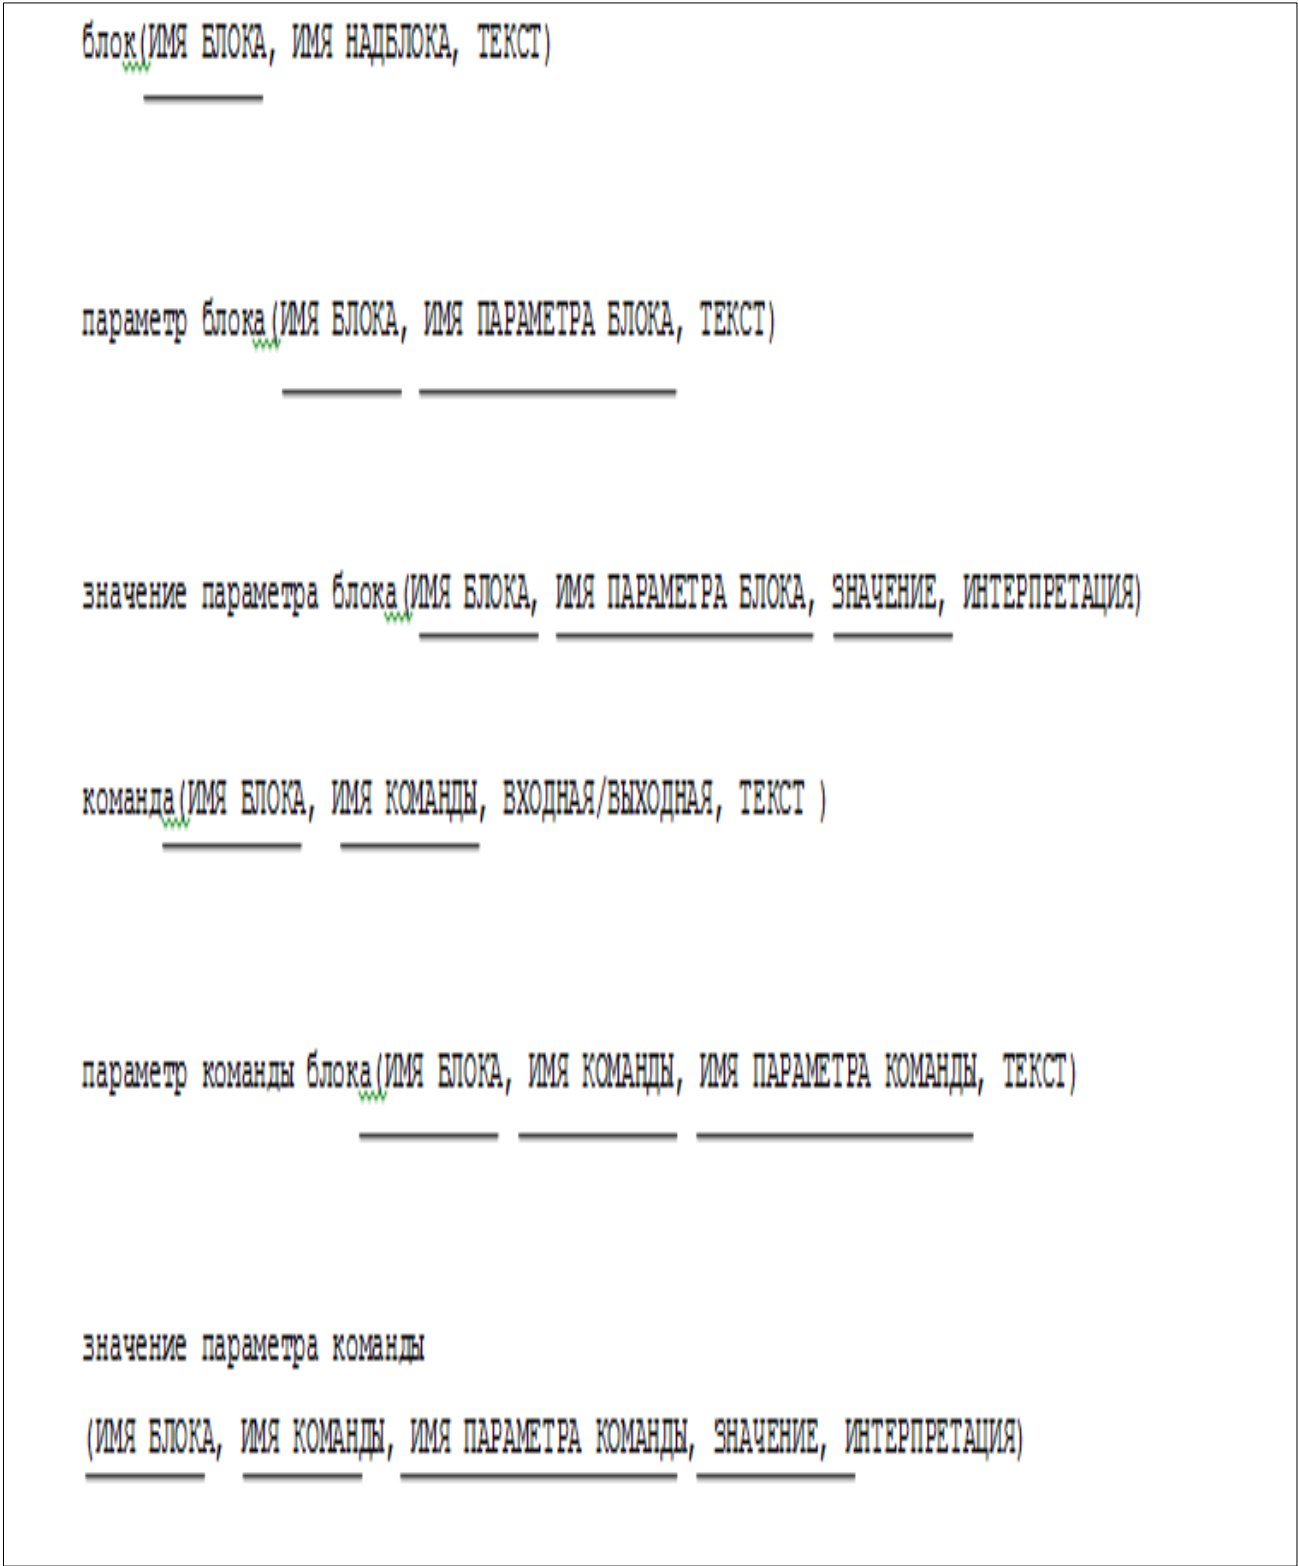 блок(ИМЯ БЛОКА, ИМЯ НАДБЛОКА, ТЕКСТ)
параметр блока(ИМЯ БЛОКА, ИМЯ ПАРАМЕТРА БЛОКА, ТЕКСТ)
значение параметра блока(ИМЯ БЛОКА, ИМЯ ПАРАМЕТРА БЛОКА, ЗНАЧЕНИЕ, ИНТЕРПРЕТАЦИЯ)
команда(ИМЯ БЛОКА, ИМЯ КОМАНДЫ, ВХОДНАЯ/ВЫХОДНАЯ, ТЕКСТ )
параметр команды блока(ИМЯ БЛОКА, ИМЯ КОМАНДЫ, ИМЯ ПАРАМЕТРА КОМАНДЫ, ТЕКСТ)
значение параметра команды
(ИМЯ БЛОКА, ИМЯ КОМАНДЫ, ИМЯ ПАРАМЕТРА КОМАНДЫ, ЗНАЧЕНИЕ, ИНТЕРПРЕТАЦИЯ)